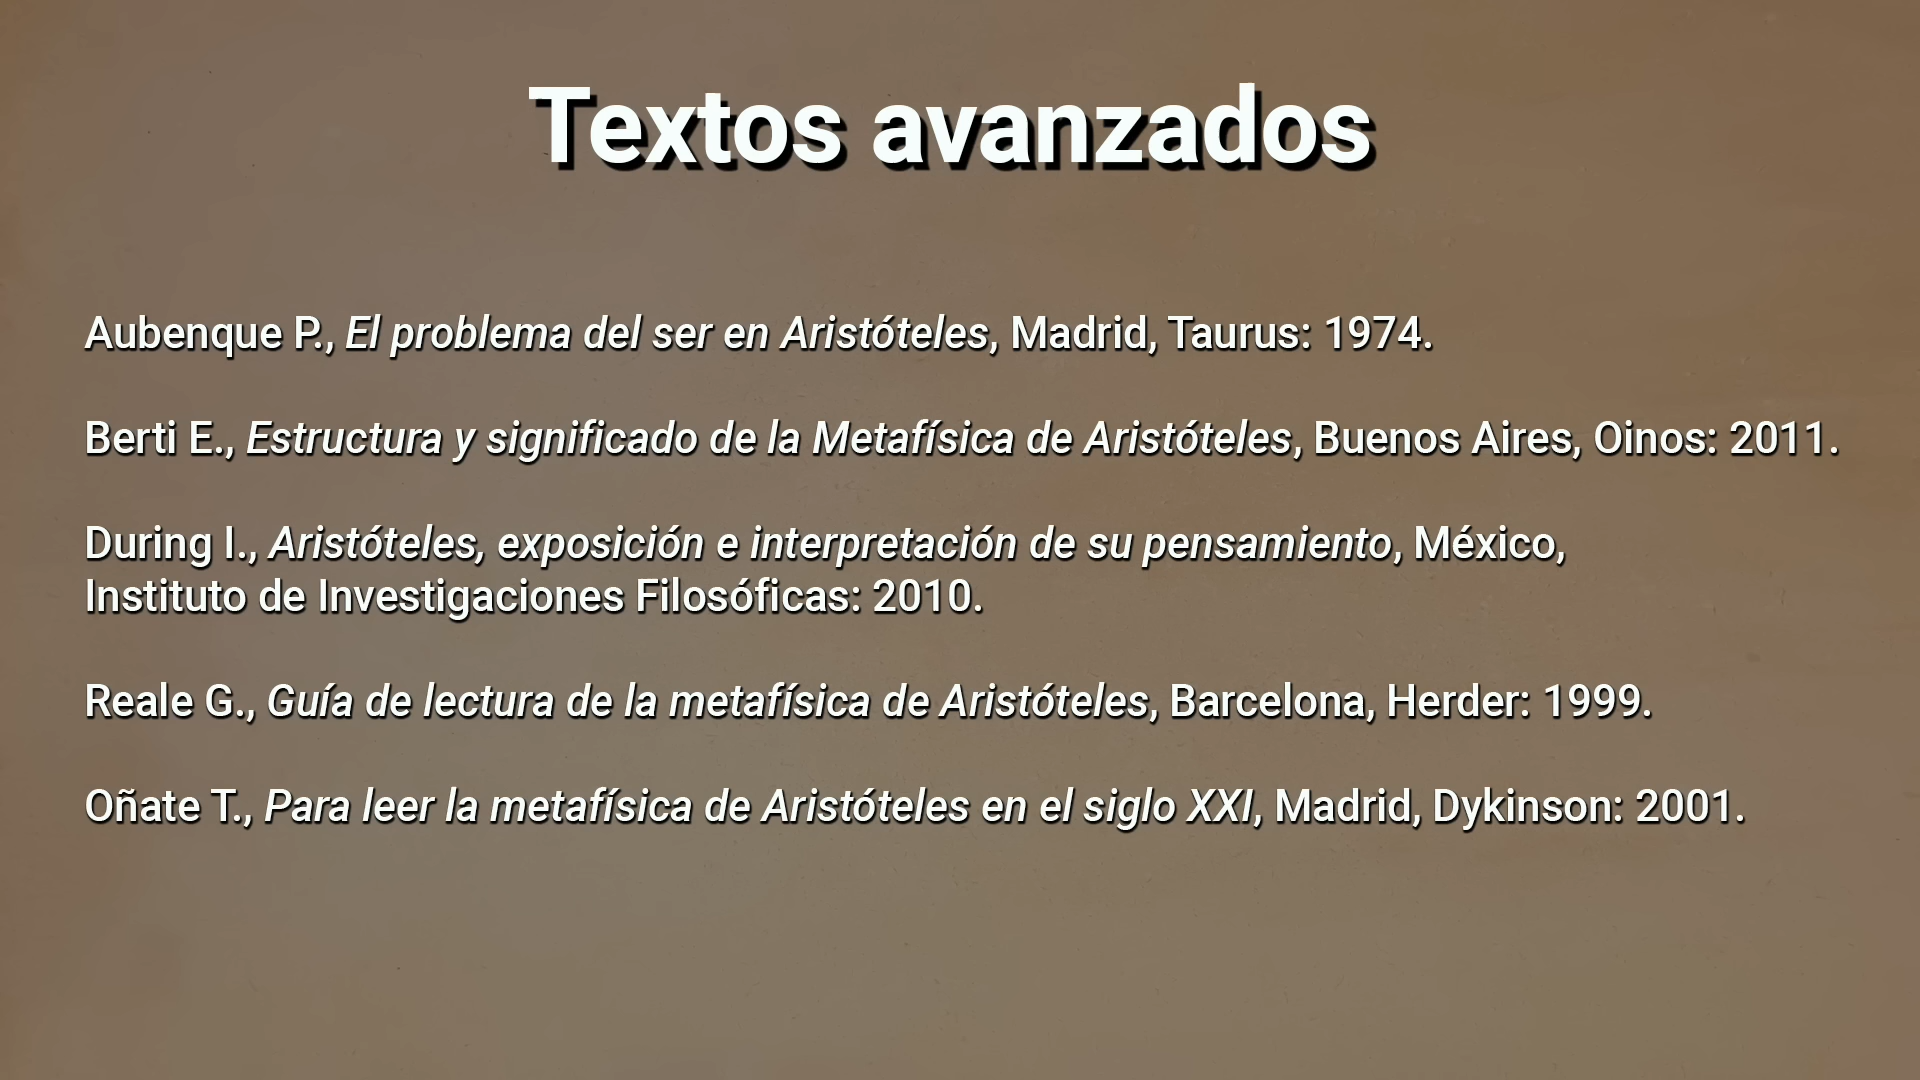 Textos avanzados
Aubenque P., El problema del ser en Aristóteles, Madrid, Taurus: 1974.
Berti E., Estructura y significado de la Metafísica de Aristóteles, Buenos Aires, Oinos: 2011.
During I., Aristóteles, exposición e interpretación de su pensamiento, México,
Instituto de Investigaciones Filosóficas: 2010.
Reale G., Guía de lectura de la metafísica de Aristóteles, Barcelona, Herder: 1999.
Oñate T., Para leer la metafísica de Aristóteles en el siglo XXI, Madrid, Dykinson: 2001.